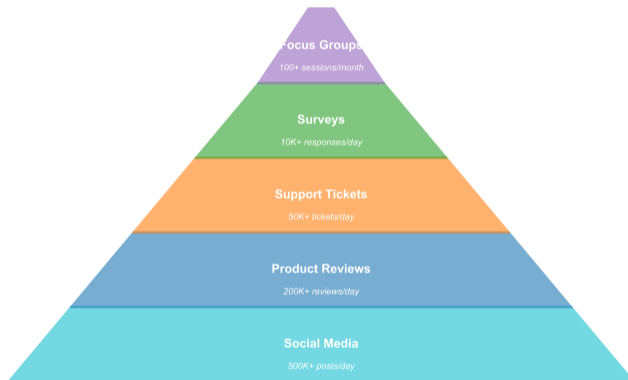 Focus Groups
100+ sessions/month
Surveys
10K+ responses/day
Support Tickets
50K+ tickets/day
Product Reviews
200K+ reviews/day
Social Media
500K+ posts/day